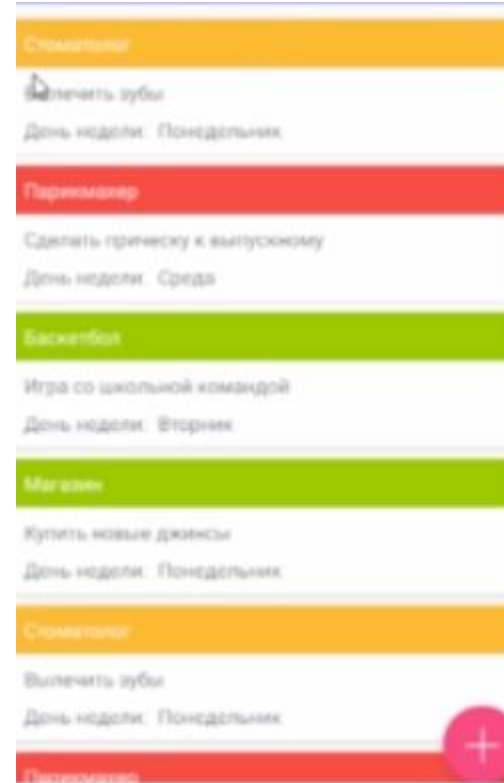 Стоматолог
Вылечить зубы
День недели: Понедельник
Парикмахер
Сделать прическу к выпускному
День недели: Среда
Баскетбол
Игра со школьной командой
День недели: Вторник
Магазин
Купить новые джинсы
День недели: Понедельник
Стоматолог
Вылечить зубы
День недели: Понедельник
Парикмахер